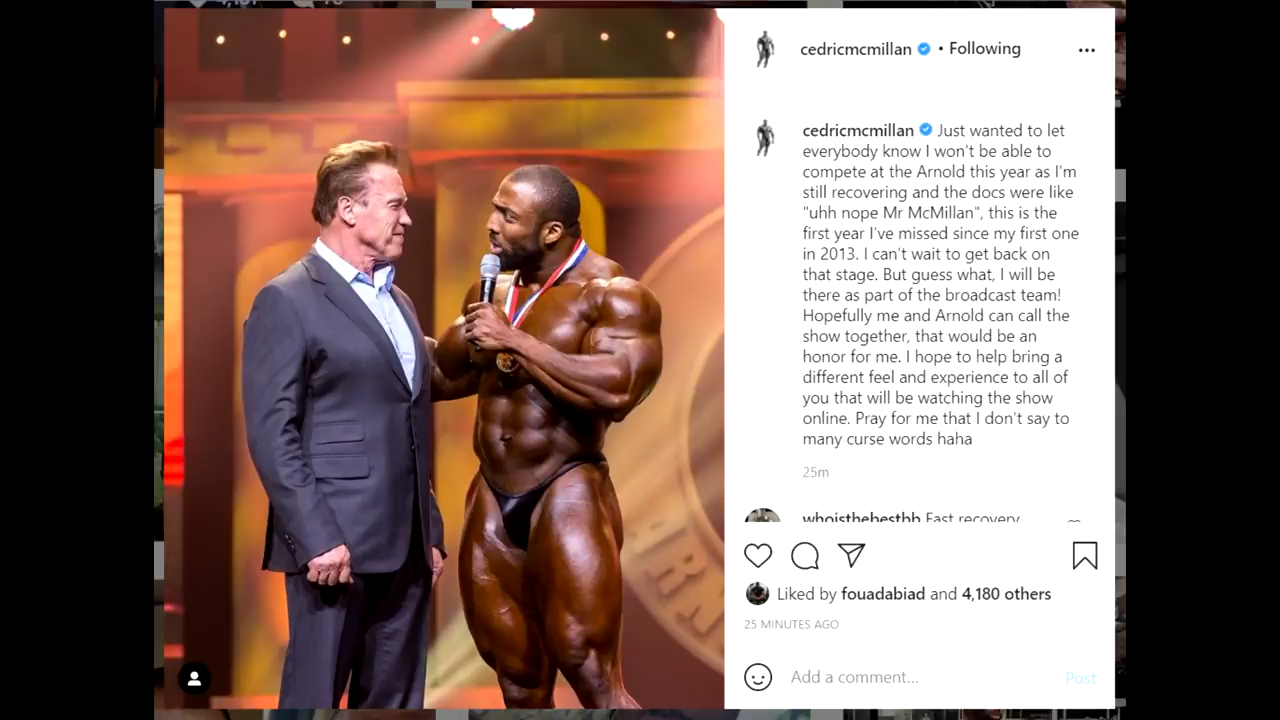 cedricmcmillan • Following
cedricmcmillan Just wanted to let
everybody know I won't be able to
compete at the Arnold this year as I'm
still recovering and the docs were like
"uhh nope Mr McMillan", this is the
first year I've missed since my first one
in 2013. I can't wait to get back on
that stage. But guess what, I will be
there as part of the broadcast team!
Hopefully me and Arnold can call the
show together, that would be an
honor for me. I hope to help bring a
different feel and experience to all of
you that will be watching the show
online. Pray for me that I don't say to
many curse words haha
25m
whoisthebestbb Fast recovery
Liked by fouadabiad and 4,180 others
25 MINUTES AGO
Add a comment... Post